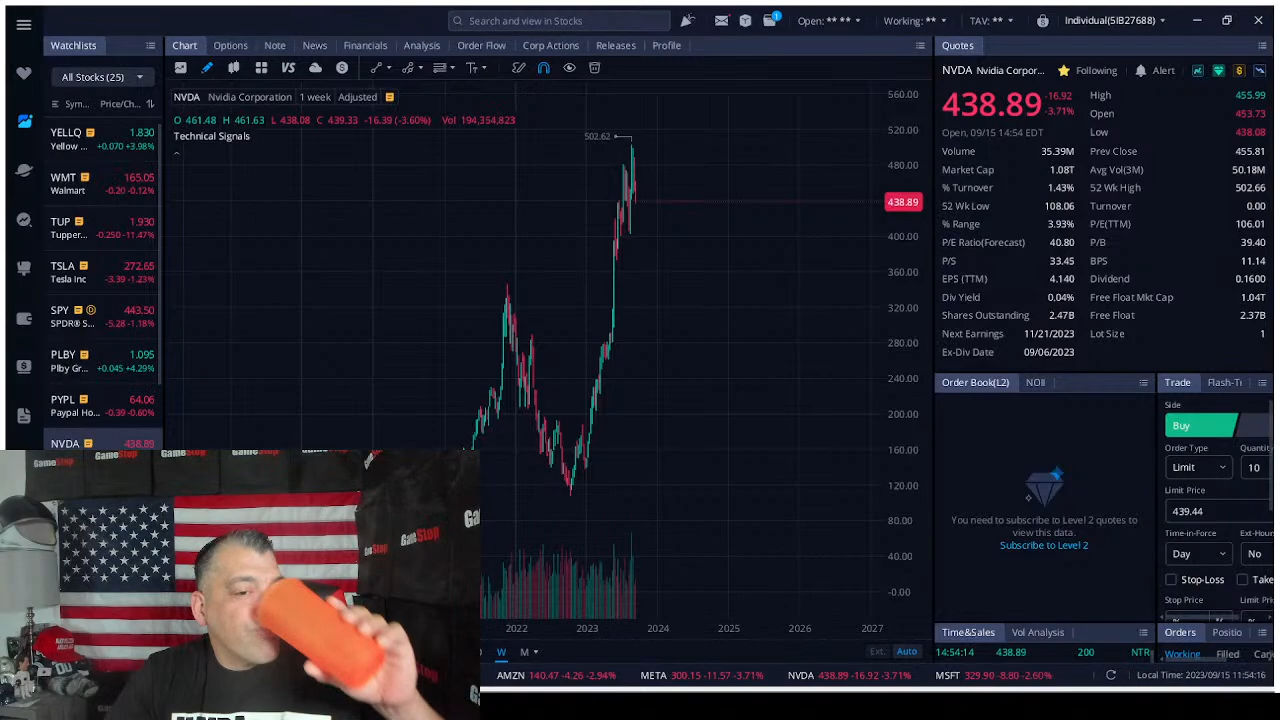 Search and view in Stocks
1
Open: ** **
Working: **
TAV: **
Individual(5IB27688)
Watchlists
Chart Options Note News Financials Analysis Order Flow Corp Actions Releases Profile
Quotes
All Stocks (25)
VS
T
Sym... Price/Ch...
NVDA Nvidia Corporation 1 week Adjusted
O 461.48 H 461.63 L 438.08 C 439.33 -16.39 (-3.60%) Vol 194,354,823
Technical Signals
502.62
YELLQ 1.830
Yellow ... +0.070 +3.98%
WMT 165.05
Walmart -0.20 -0.12%
TUP 1.930
Tupper... -0.250 -11.47%
TSLA 272.65
Tesla Inc -3.39 -1.23%
SPY D 443.50
SPDR® S... -5.28 -1.18%
PLBY 1.095
Plby Gr... +0.045 +4.29%
PYPL 64.06
Paypal Ho... -0.39 -0.60%
NVDA 438.89
560.00
520.00
480.00
438.89
400.00
360.00
320.00
280.00
240.00
200.00
160.00
120.00
80.00
40.00
-0.00
2022 2023 2024 2025 2026 2027
W M
Ext. Auto
NVDA Nvidia Corpor... Following Alert
438.89 -16.92
-3.71%
Open, 09/15 14:54 EDT
High 455.99
Open 453.73
Low 438.08
Volume 35.39M Prev Close 455.81
Market Cap 1.08T Avg Vol(3M) 50.18M
% Turnover 1.43% 52 Wk High 502.66
52 Wk Low 108.06 Turnover 0.00
% Range 3.93% P/E(TTM) 106.01
P/E Ratio(Forecast) 40.80 P/B 39.40
P/S 33.45 BPS 11.14
EPS (TTM) 4.140 Dividend 0.1600
Div Yield 0.04% Free Float Mkt Cap 1.04T
Shares Outstanding 2.47B Free Float 2.37B
Next Earnings 11/21/2023 Lot Size 1
Ex-Div Date 09/06/2023
Order Book(L2) NOII
You need to subscribe to Level 2 quotes to
view this data.
Subscribe to Level 2
Trade
Side
Buy
Order Type Quantit
Limit 10
Limit Price
439.44
Time-in-Force Ext-Hour
Day No
Stop-Loss Take
Stop Price Limit Pric
Time&Sales Vol Analysis
14:54:14 438.89 200 NTR
Orders Positio
Working Filled
AMZN 140.47 -4.26 -2.94% META 300.15 -11.57 -3.71% NVDA 438.89 -16.92 -3.71% MSFT 329.90 -8.80 -2.60%
Local Time: 2023/09/15 11:54:16
GameStop
GameStop
GameStop